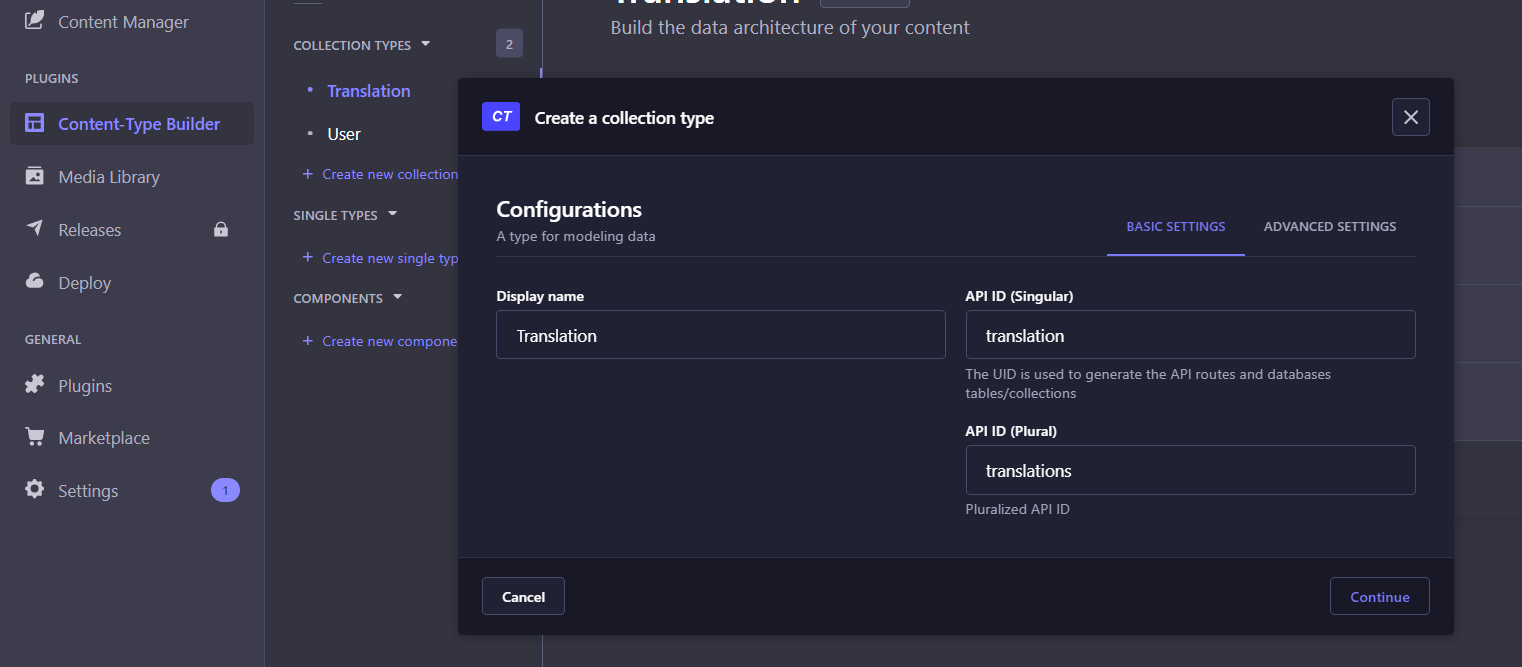 Content Manager
PLUGINS
Content-Type Builder
Media Library
Releases
Deploy
GENERAL
Plugins
Marketplace
Settings
1
COLLECTION TYPES
2
Translation
User
+ Create new collection
SINGLE TYPES
+ Create new single typ
COMPONENTS
+ Create new compone
Translation
Build the data architecture of your content
CT
Create a collection type
Configurations
A type for modeling data
BASIC SETTINGS
ADVANCED SETTINGS
Display name
Translation
API ID (Singular)
translation
The UID is used to generate the API routes and databases
tables/collections
API ID (Plural)
translations
Pluralized API ID
Cancel
Continue